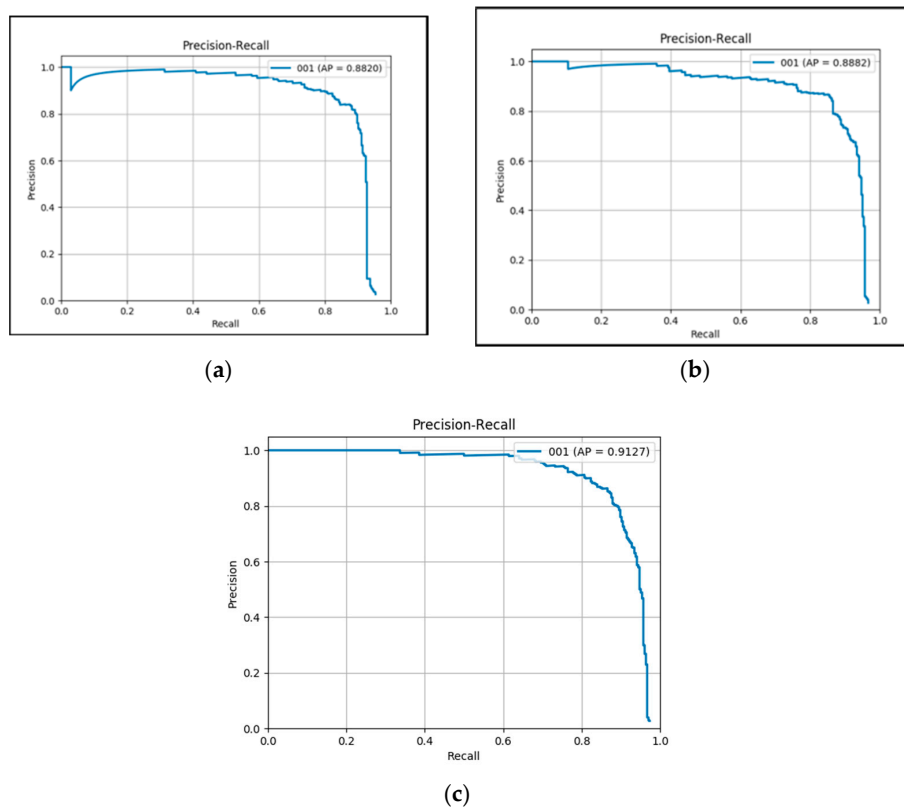 Precision-Recall
001 (AP = 0.8820)
Precision
1.0
0.8
0.6
0.4
0.2
0.0
0.0 0.2 0.4 0.6 0.8 1.0
Recall
(a)
Precision-Recall
001 (AP = 0.8882)
Precision
1.0
0.8
0.6
0.4
0.2
0.0
0.0 0.2 0.4 0.6 0.8 1.0
Recall
(b)
Precision-Recall
001 (AP = 0.9127)
Precision
1.0
0.8
0.6
0.4
0.2
0.0
0.0 0.2 0.4 0.6 0.8 1.0
Recall
(c)